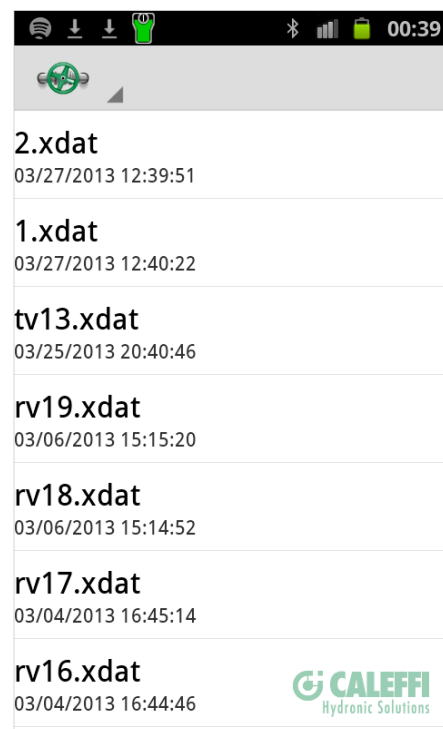 00:39
2.xdat
03/27/2013 12:39:51
1.xdat
03/27/2013 12:40:22
tv13.xdat
03/25/2013 20:40:46
rv19.xdat
03/06/2013 15:15:20
rv18.xdat
03/06/2013 15:14:52
rv17.xdat
03/04/2013 16:45:14
rv16.xdat
03/04/2013 16:44:46
CALEFFI
Hydronic Solutions